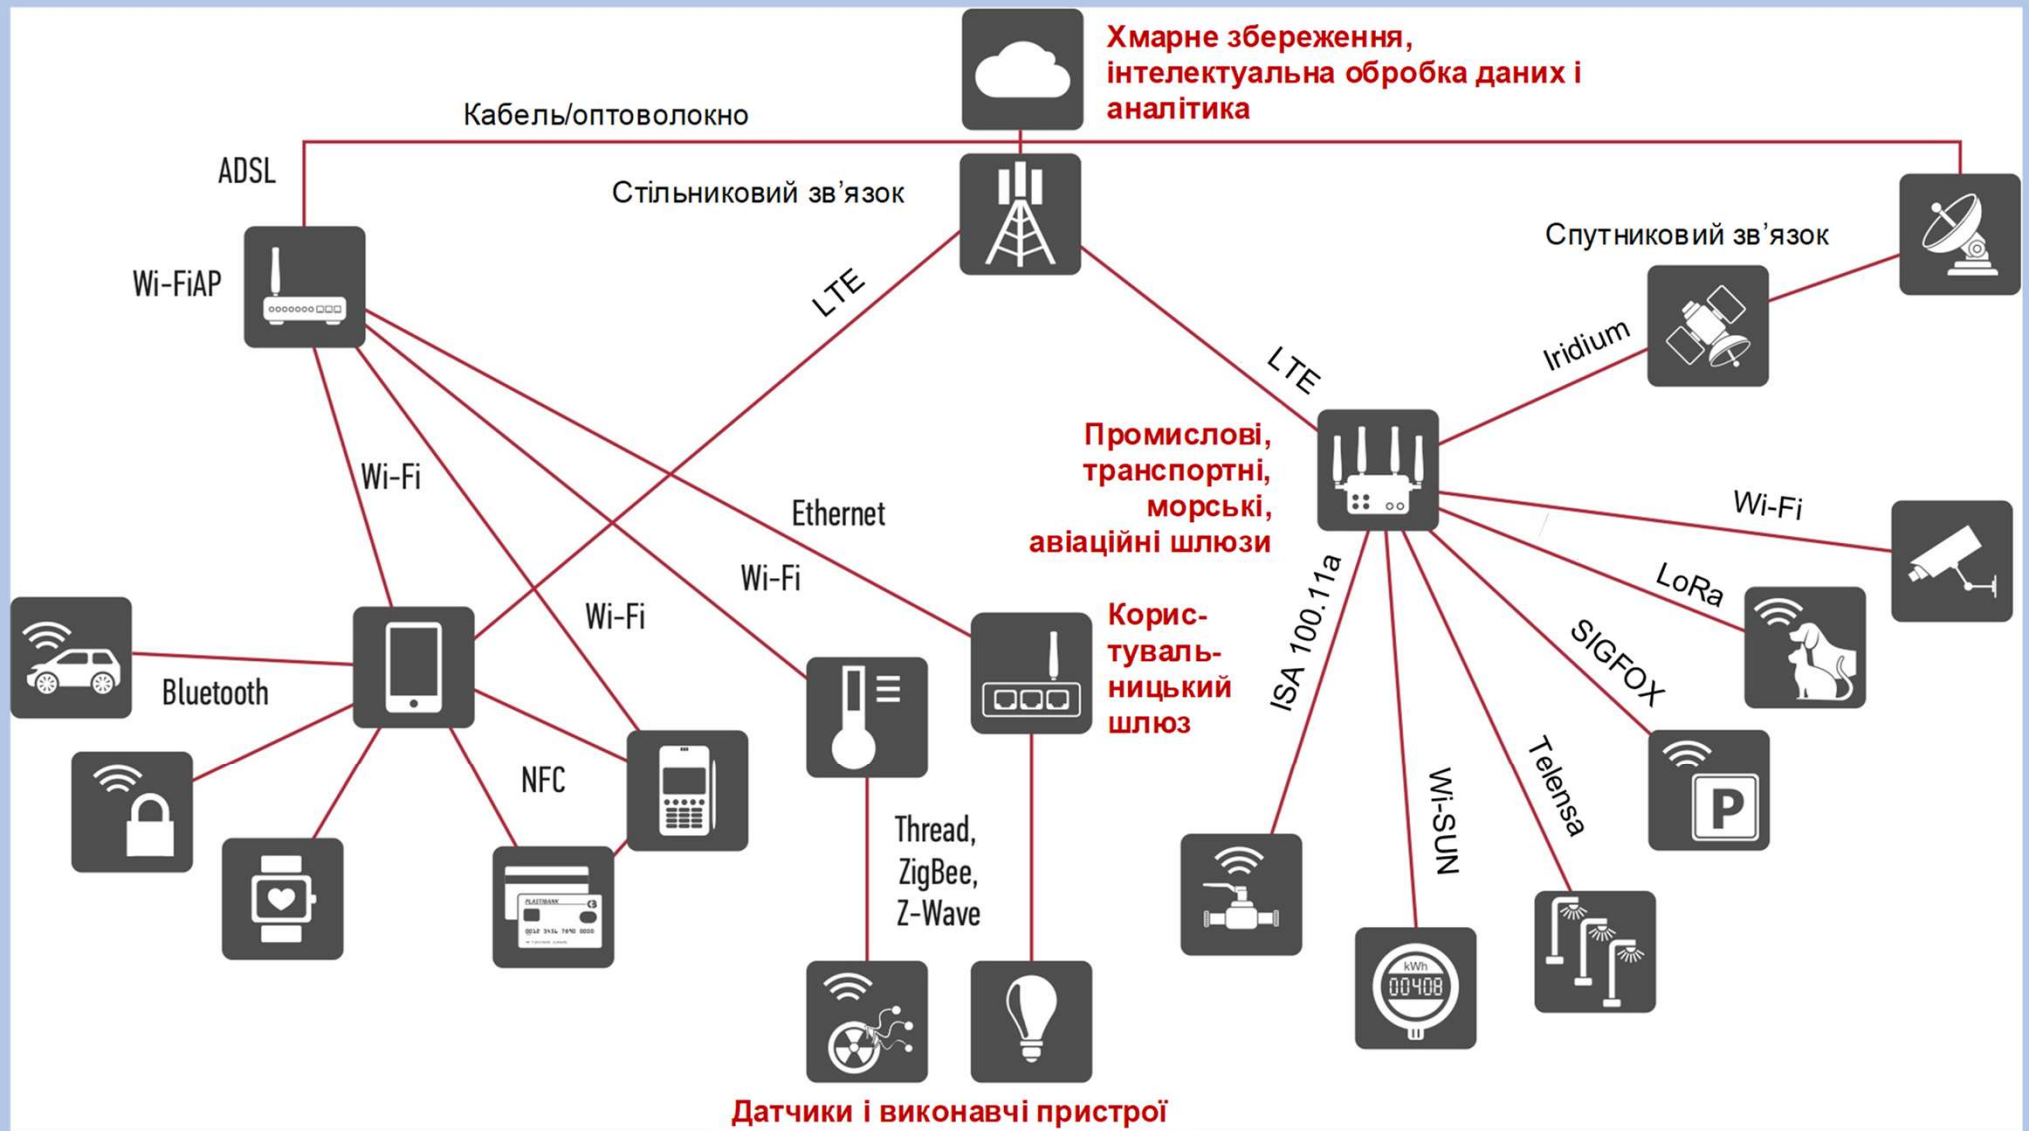 Хмарне збереження,
інтелектуальна обробка даних і
аналітика
Кабель/оптоволокно
ADSL
Стільниковий зв’язок
Спутниковий зв’язок
Wi-FiAP
LTE
Iridium
LTE
Промислові,
транспортні,
морські,
авіаційні шлюзи
Wi-Fi
Ethernet
Wi-Fi
Wi-Fi
Wi-Fi
LoRa
ISA 100.11a
SIGFOX
Корис-
туваль-
ницький
шлюз
Bluetooth
NFC
Telensa
Wi-SUN
P
Thread,
ZigBee,
Z-Wave
PLASTIBANK
0012 3456 7890 0000
kWh
00408
Датчики і виконавчі пристрої